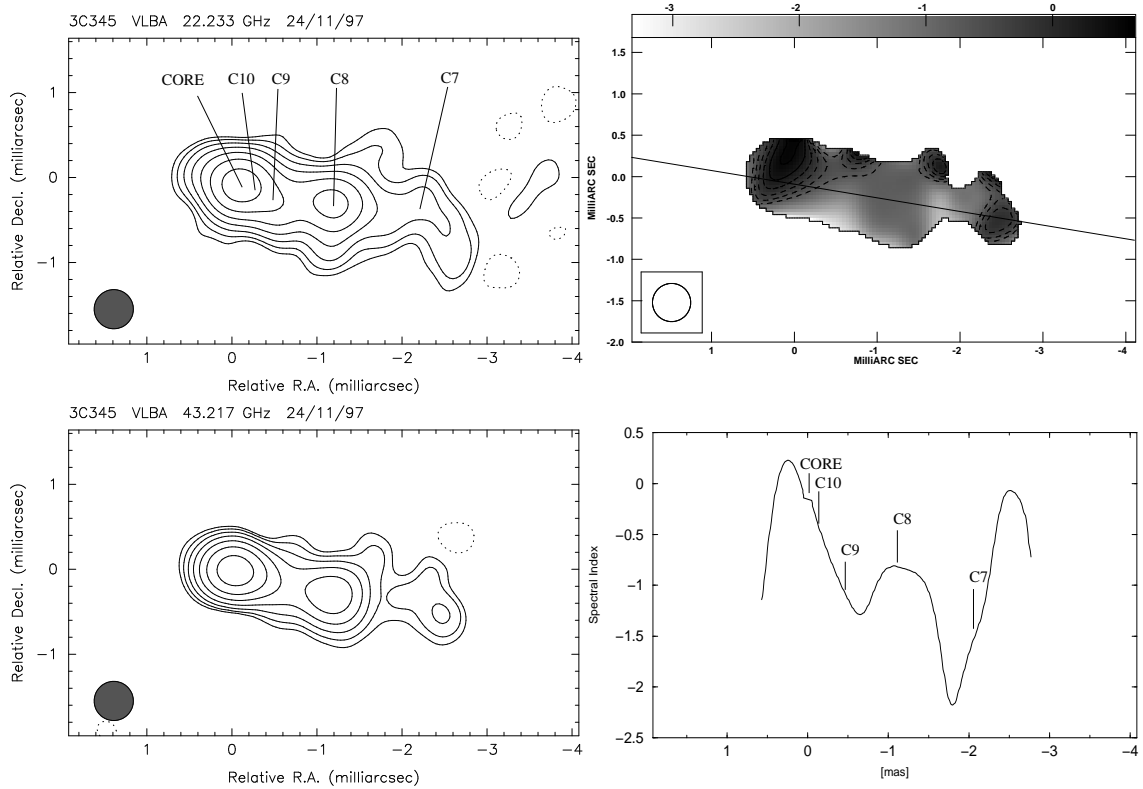 3C345 VLBA 22.233 GHz 24/11/97
CORE C10 C9 C8 C7
1
0
−1
Relative Decl. (milliarcsec)
1 0 −1 −2 −3 −4
Relative R.A. (milliarcsec)
-3 -2 -1 0
1.5
1.0
0.5
0.0
-0.5
-1.0
-1.5
-2.0
MilliARC SEC
1 0 -1 -2 -3 -4
MilliARC SEC
3C345 VLBA 43.217 GHz 24/11/97
1
0
−1
Relative Decl. (milliarcsec)
1 0 −1 −2 −3 −4
Relative R.A. (milliarcsec)
0.5
0
−0.5
−1
−1.5
−2
−2.5
Spectral Index
CORE
C10
C9
C8
C7
1 0 −1 −2 −3 −4
[mas]